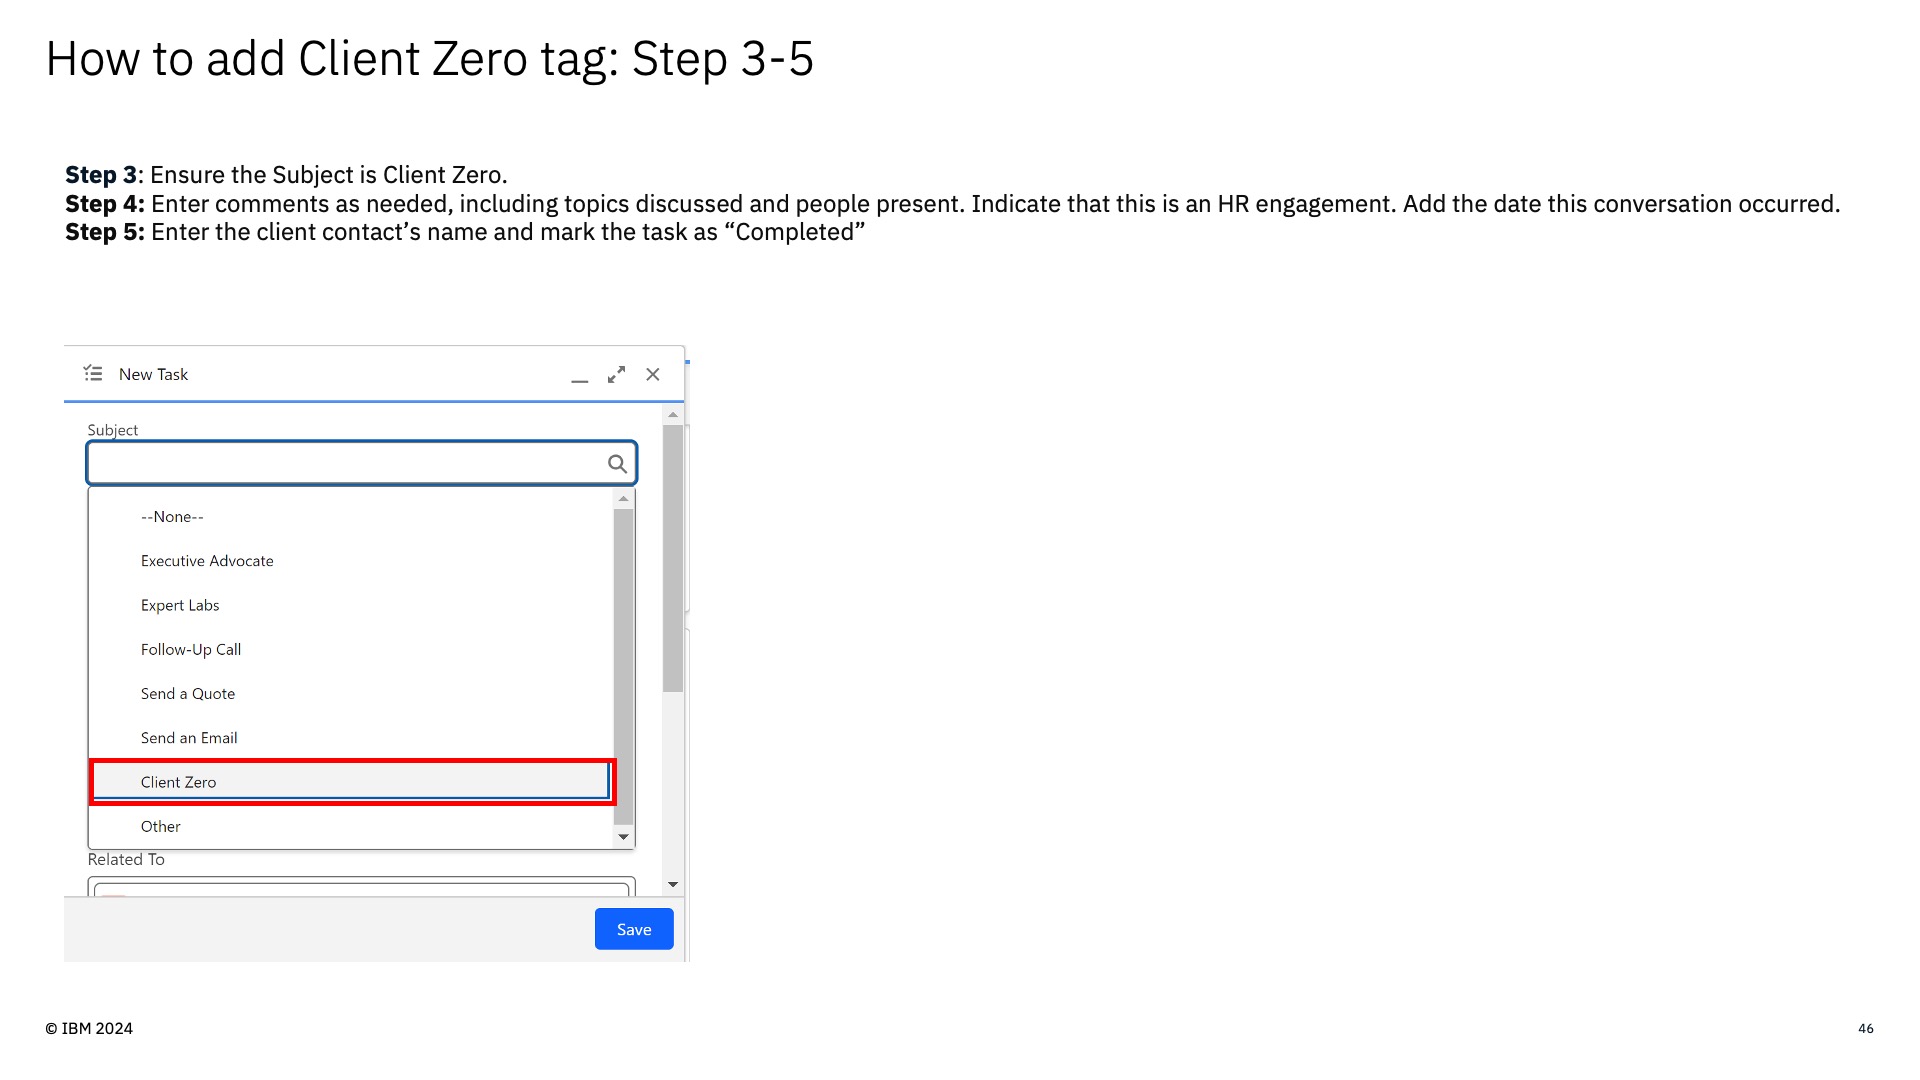 How to add Client Zero tag: Step 3-5
Step 3: Ensure the Subject is Client Zero.
Step 4: Enter comments as needed, including topics discussed and people present. Indicate that this is an HR engagement. Add the date this conversation occurred.
Step 5: Enter the client contact’s name and mark the task as “Completed”
New Task
Subject
--None--
Executive Advocate
Expert Labs
Follow-Up Call
Send a Quote
Send an Email
Client Zero
Other
Related To
Save
© IBM 2024
46